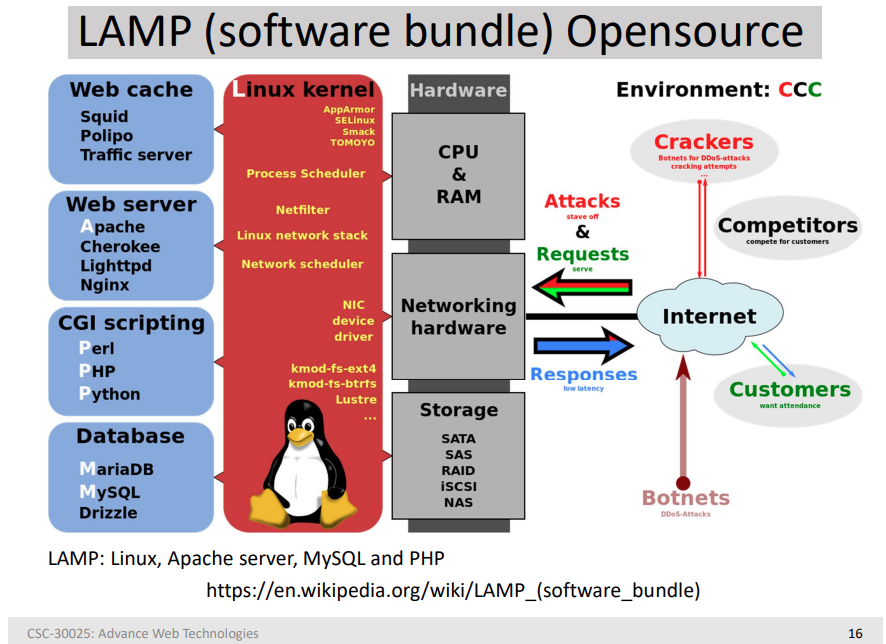 LAMP (software bundle) Opensource
Web cache
Squid
Polipo
Traffic server
Web server
Apache
Cherokee
Lighttpd
Nginx
CGI scripting
Perl
PHP
Python
Database
MariaDB
MySQL
Drizzle
Linux kernel
AppArmor
SELinux
Smack
TOMOYO
Process Scheduler
Netfilter
Linux network stack
Network scheduler
NIC
device
driver
kmod-fs-ext4
kmod-fs-btrfs
Lustre
...
Hardware
CPU
&
RAM
Networking
hardware
Storage
SATA
SAS
RAID
iSCSI
NAS
Environment: CCC
Crackers
Botnets for DDoS-attacks
cracking attempts
...
Attacks
stave off
&
Requests
serve
Competitors
compete for customers
Internet
Responses
low latency
Customers
want attendance
Botnets
DDoS-Attacks
LAMP: Linux, Apache server, MySQL and PHP
https://en.wikipedia.org/wiki/LAMP_(software_bundle)
CSC-30025: Advance Web Technologies
16